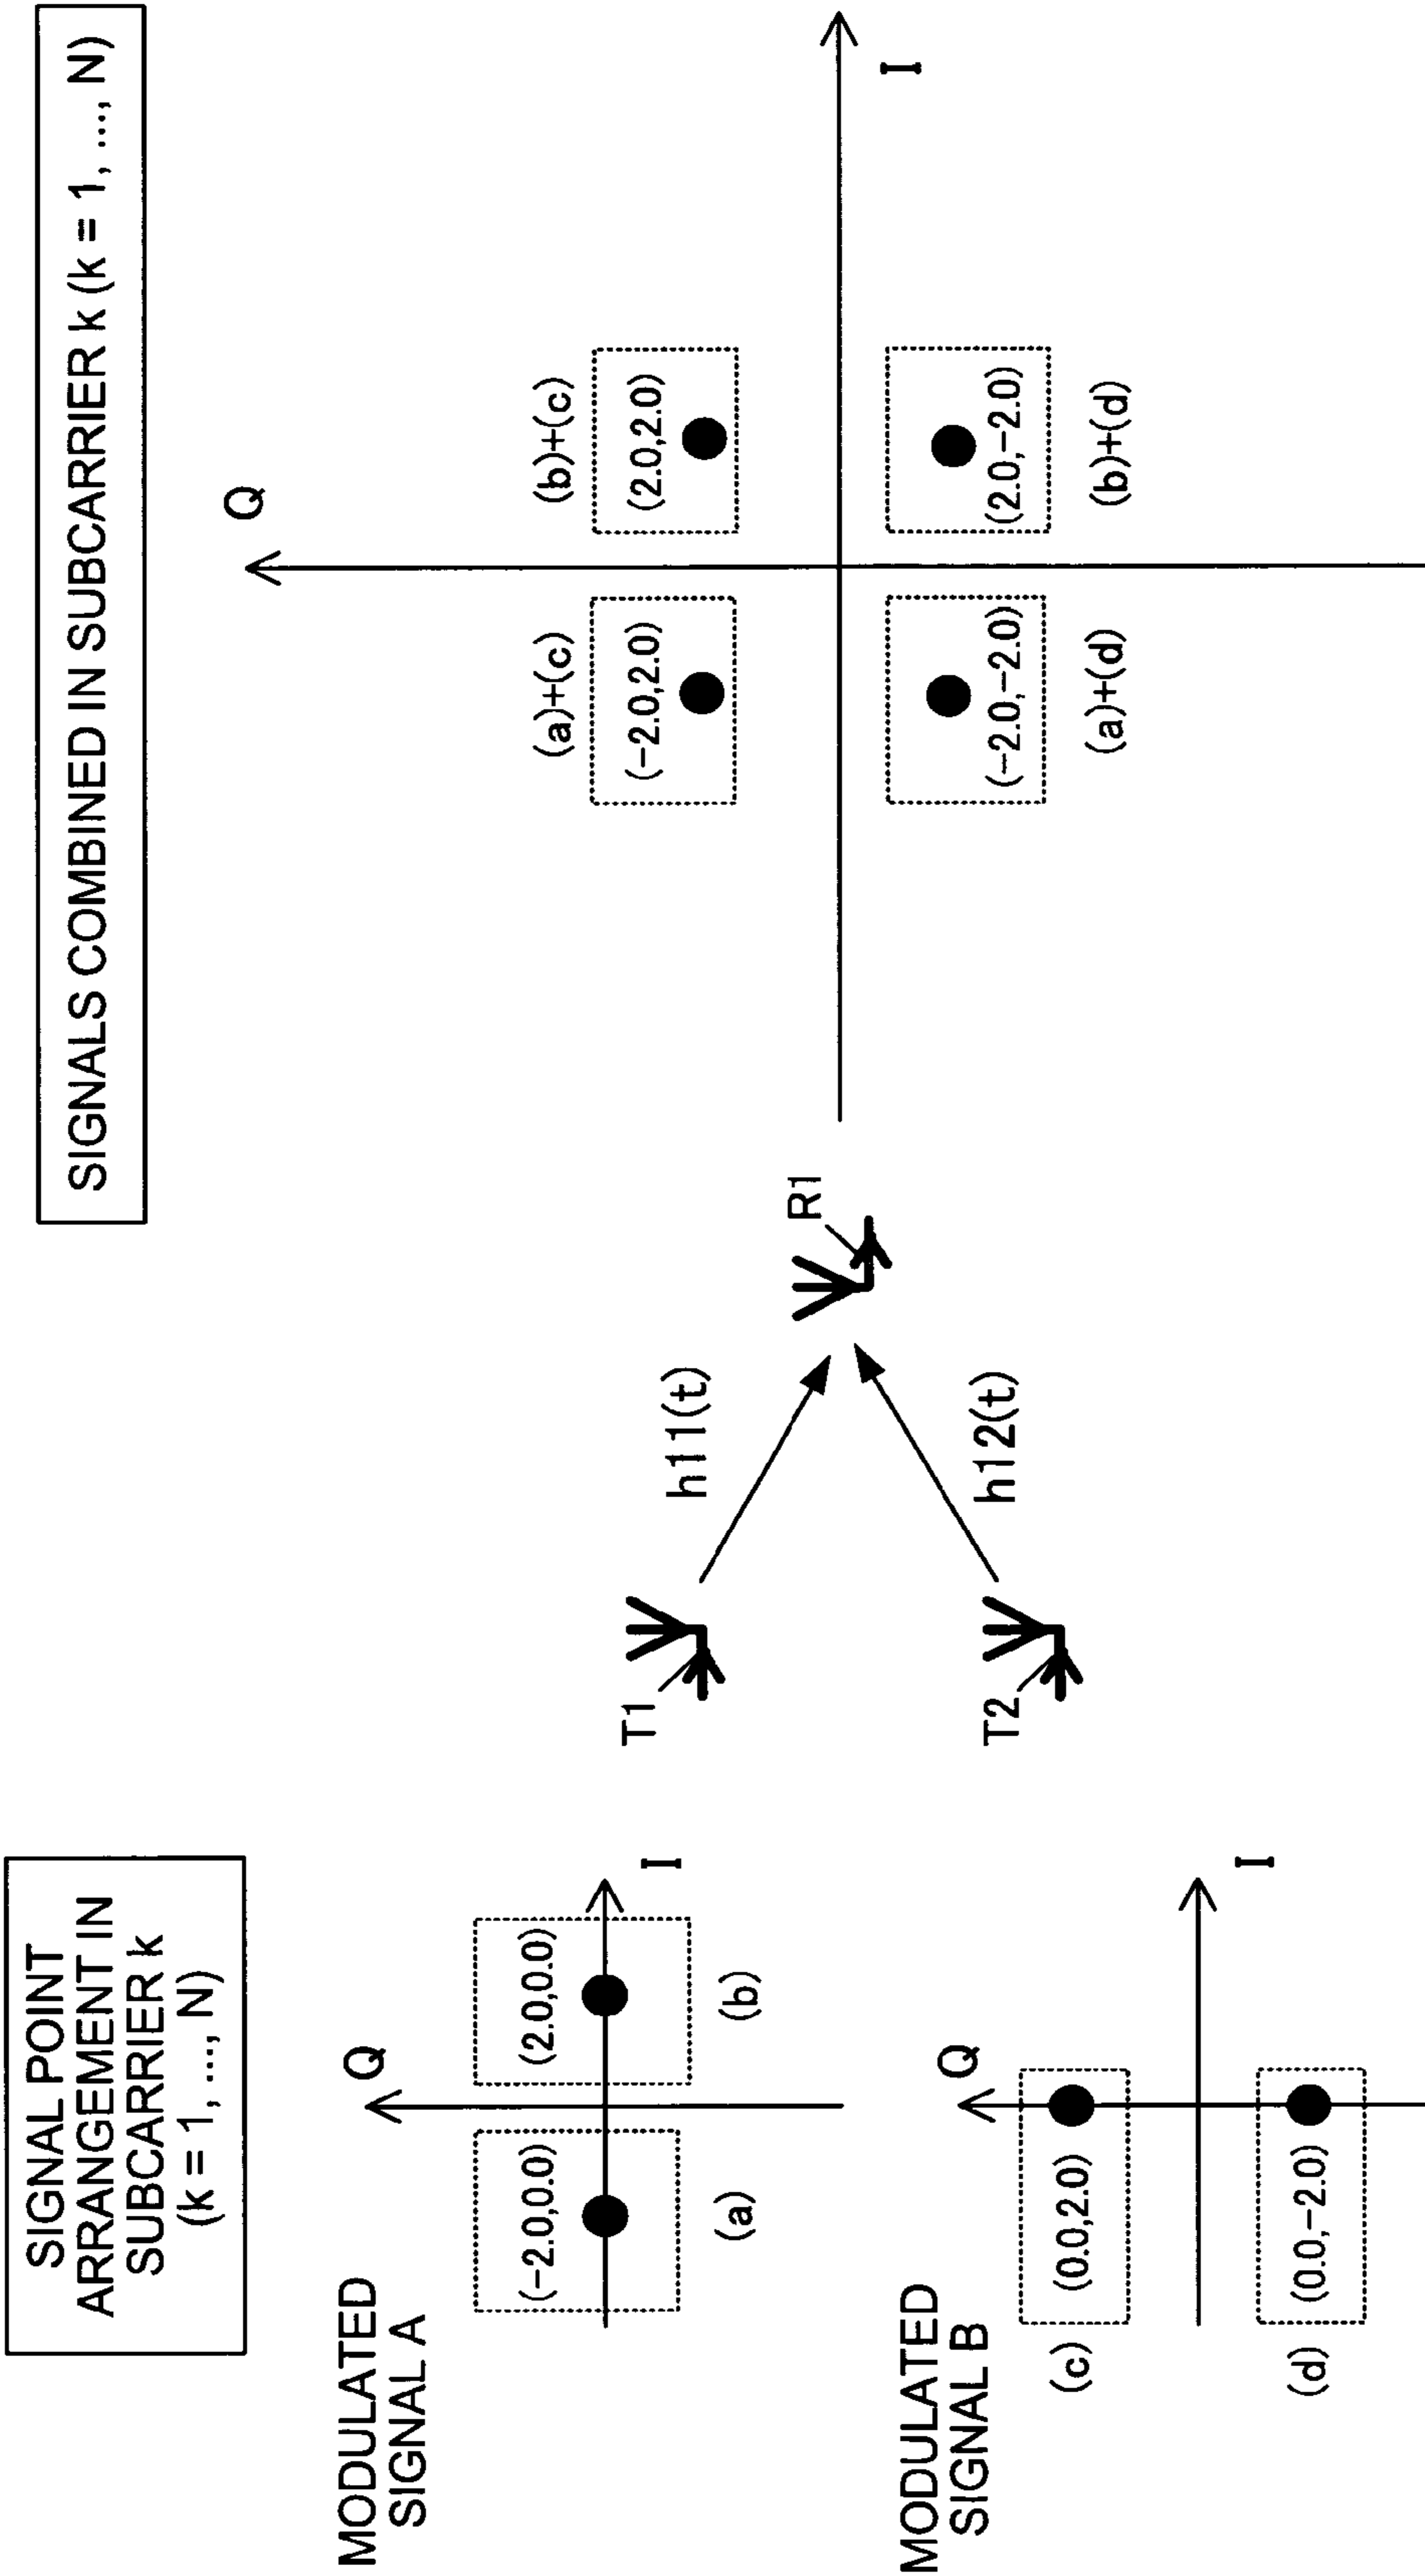 SIGNAL POINT
ARRANGEMENT IN
SUBCARRIER k
(k = 1, ..., N)
SIGNALS COMBINED IN SUBCARRIER k (k = 1, ..., N)
MODULATED
SIGNAL A
Q
(-2.0,0.0)
(2.0,0.0)
I
(a)
(b)
MODULATED
SIGNAL B
Q
(c)
(0.0,2.0)
I
(d)
(0.0,-2.0)
T1
h11(t)
T2
h12(t)
R1
Q
(a)+(c)
(b)+(c)
(-2.0,2.0)
(2.0,2.0)
I
(-2.0,-2.0)
(2.0,-2.0)
(a)+(d)
(b)+(d)